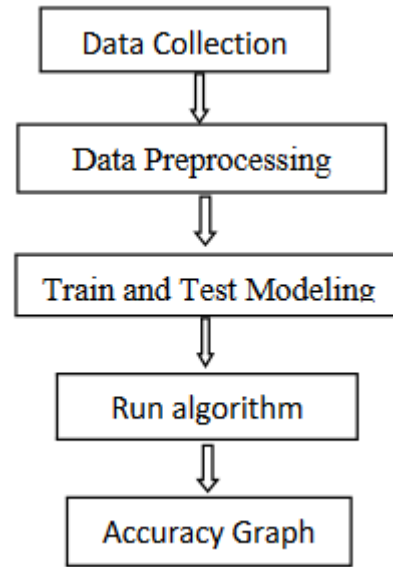 Data Collection
Data Preprocessing
Train and Test Modeling
Run algorithm
Accuracy Graph